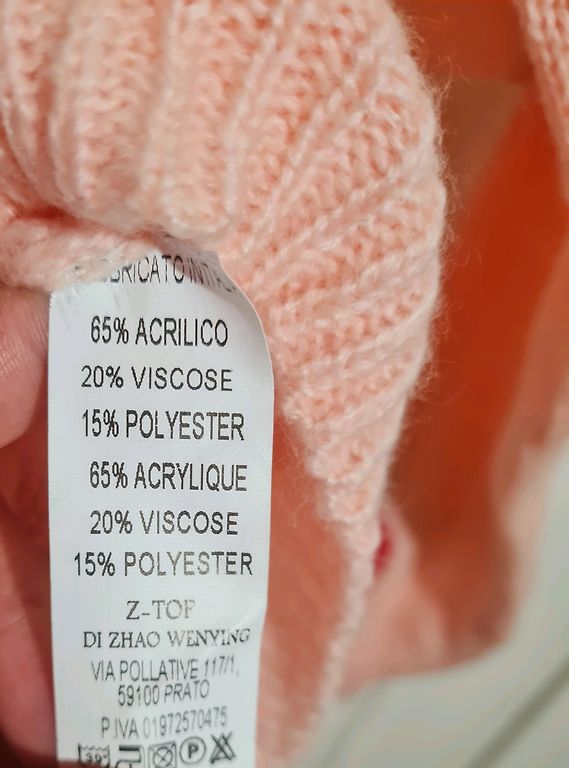 65% ACRILICO
20% VISCOSE
15% POLYESTER
65% ACRYLIQUE
20% VISCOSE
15% POLYESTER
Z-TOF
DI ZHAO WENYING
VIA POLLATIVE 117/1,
59100 PRATO
P.IVA 01972570475
30°
P